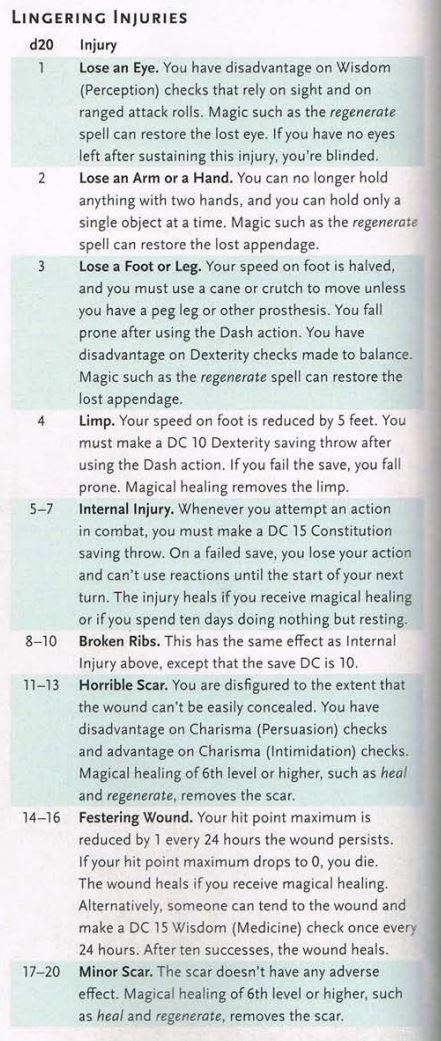 LINGERING INJURIES
d20 Injury
1 Lose an Eye. You have disadvantage on Wisdom
(Perception) checks that rely on sight and on
ranged attack rolls. Magic such as the regenerate
spell can restore the lost eye. If you have no eyes
left after sustaining this injury, you're blinded.
2 Lose an Arm or a Hand. You can no longer hold
anything with two hands, and you can hold only a
single object at a time. Magic such as the regenerate
spell can restore the lost appendage.
3 Lose a Foot or Leg. Your speed on foot is halved,
and you must use a cane or crutch to move unless
you have a peg leg or other prosthesis. You fall
prone after using the Dash action. You have
disadvantage on Dexterity checks made to balance.
Magic such as the regenerate spell can restore the
lost appendage.
4 Limp. Your speed on foot is reduced by 5 feet. You
must make a DC 10 Dexterity saving throw after
using the Dash action. If you fail the save, you fall
prone. Magical healing removes the limp.
5–7 Internal Injury. Whenever you attempt an action
in combat, you must make a DC 15 Constitution
saving throw. On a failed save, you lose your action
and can't use reactions until the start of your next
turn. The injury heals if you receive magical healing
or if you spend ten days doing nothing but resting.
8–10 Broken Ribs. This has the same effect as Internal
Injury above, except that the save DC is 10.
11–13 Horrible Scar. You are disfigured to the extent that
the wound can't be easily concealed. You have
disadvantage on Charisma (Persuasion) checks
and advantage on Charisma (Intimidation) checks.
Magical healing of 6th level or higher, such as heal
and regenerate, removes the scar.
14–16 Festering Wound. Your hit point maximum is
reduced by 1 every 24 hours the wound persists.
If your hit point maximum drops to 0, you die.
The wound heals if you receive magical healing.
Alternatively, someone can tend to the wound and
make a DC 15 Wisdom (Medicine) check once every
24 hours. After ten successes, the wound heals.
17–20 Minor Scar. The scar doesn't have any adverse
effect. Magical healing of 6th level or higher, such
as heal and regenerate, removes the scar.